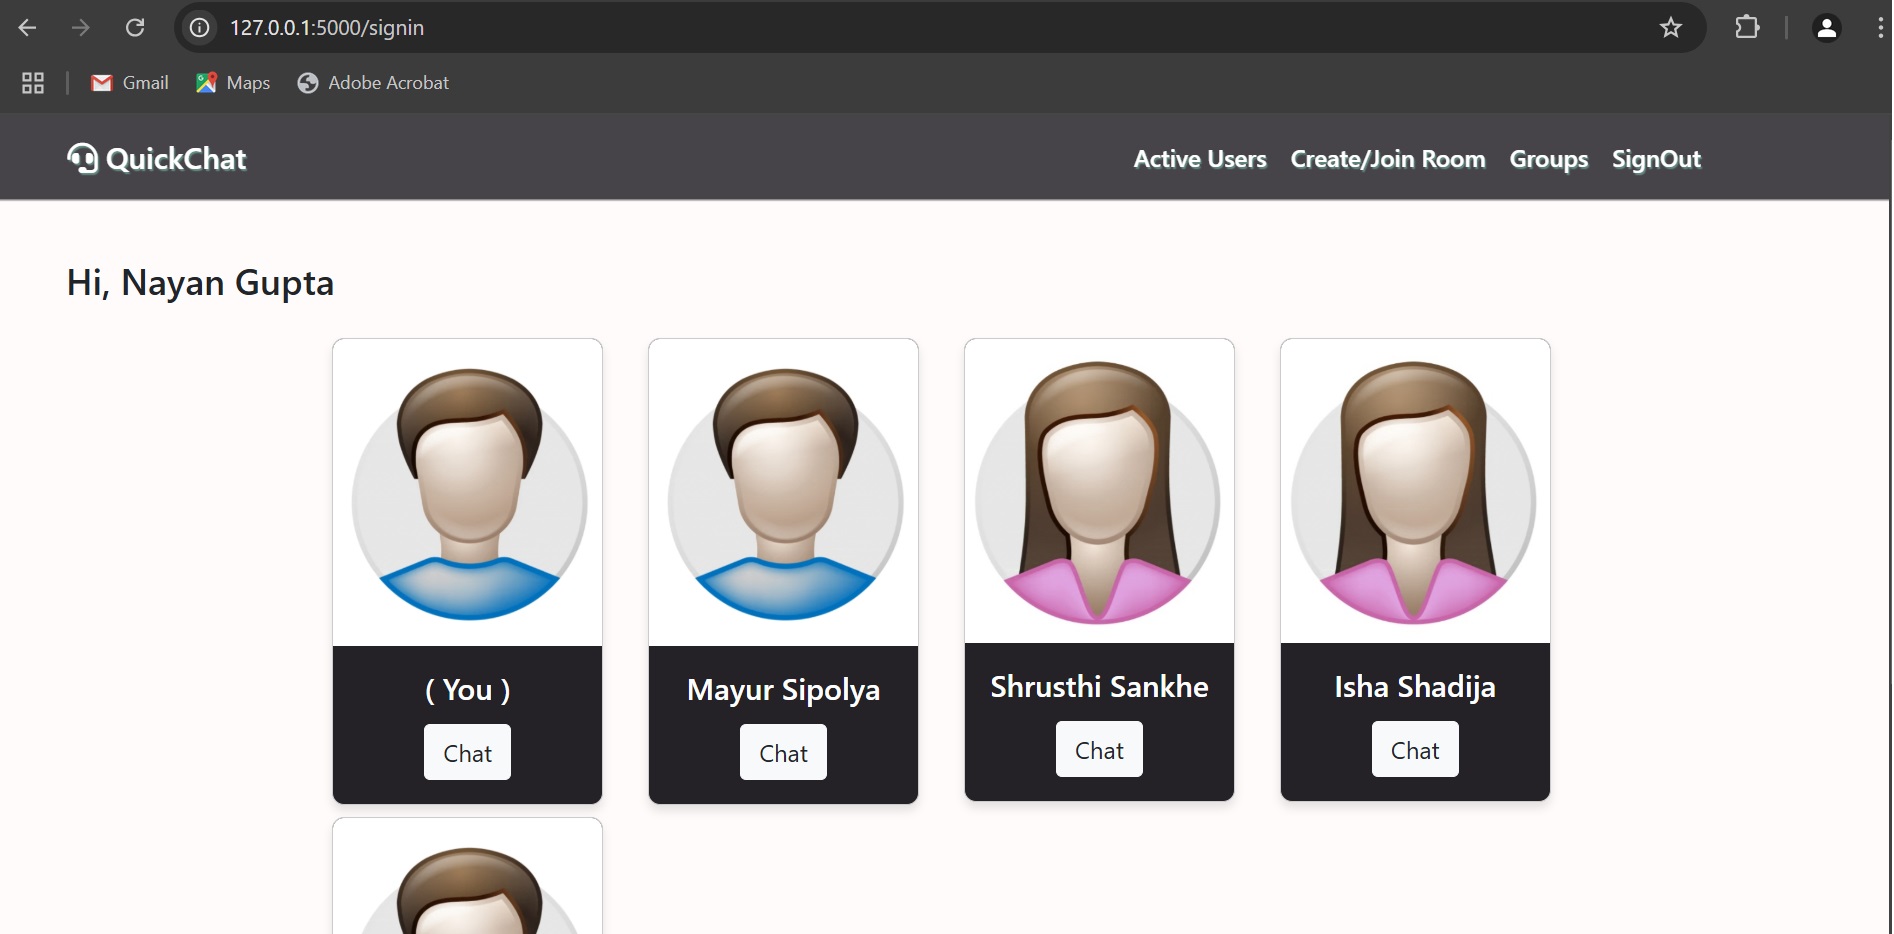 127.0.0.1:5000/signin
Gmail Maps Adobe Acrobat
QuickChat Active Users Create/Join Room Groups SignOut
Hi, Nayan Gupta
( You ) Mayur Sipolya Shrusthi Sankhe Isha Shadija
Chat Chat Chat Chat